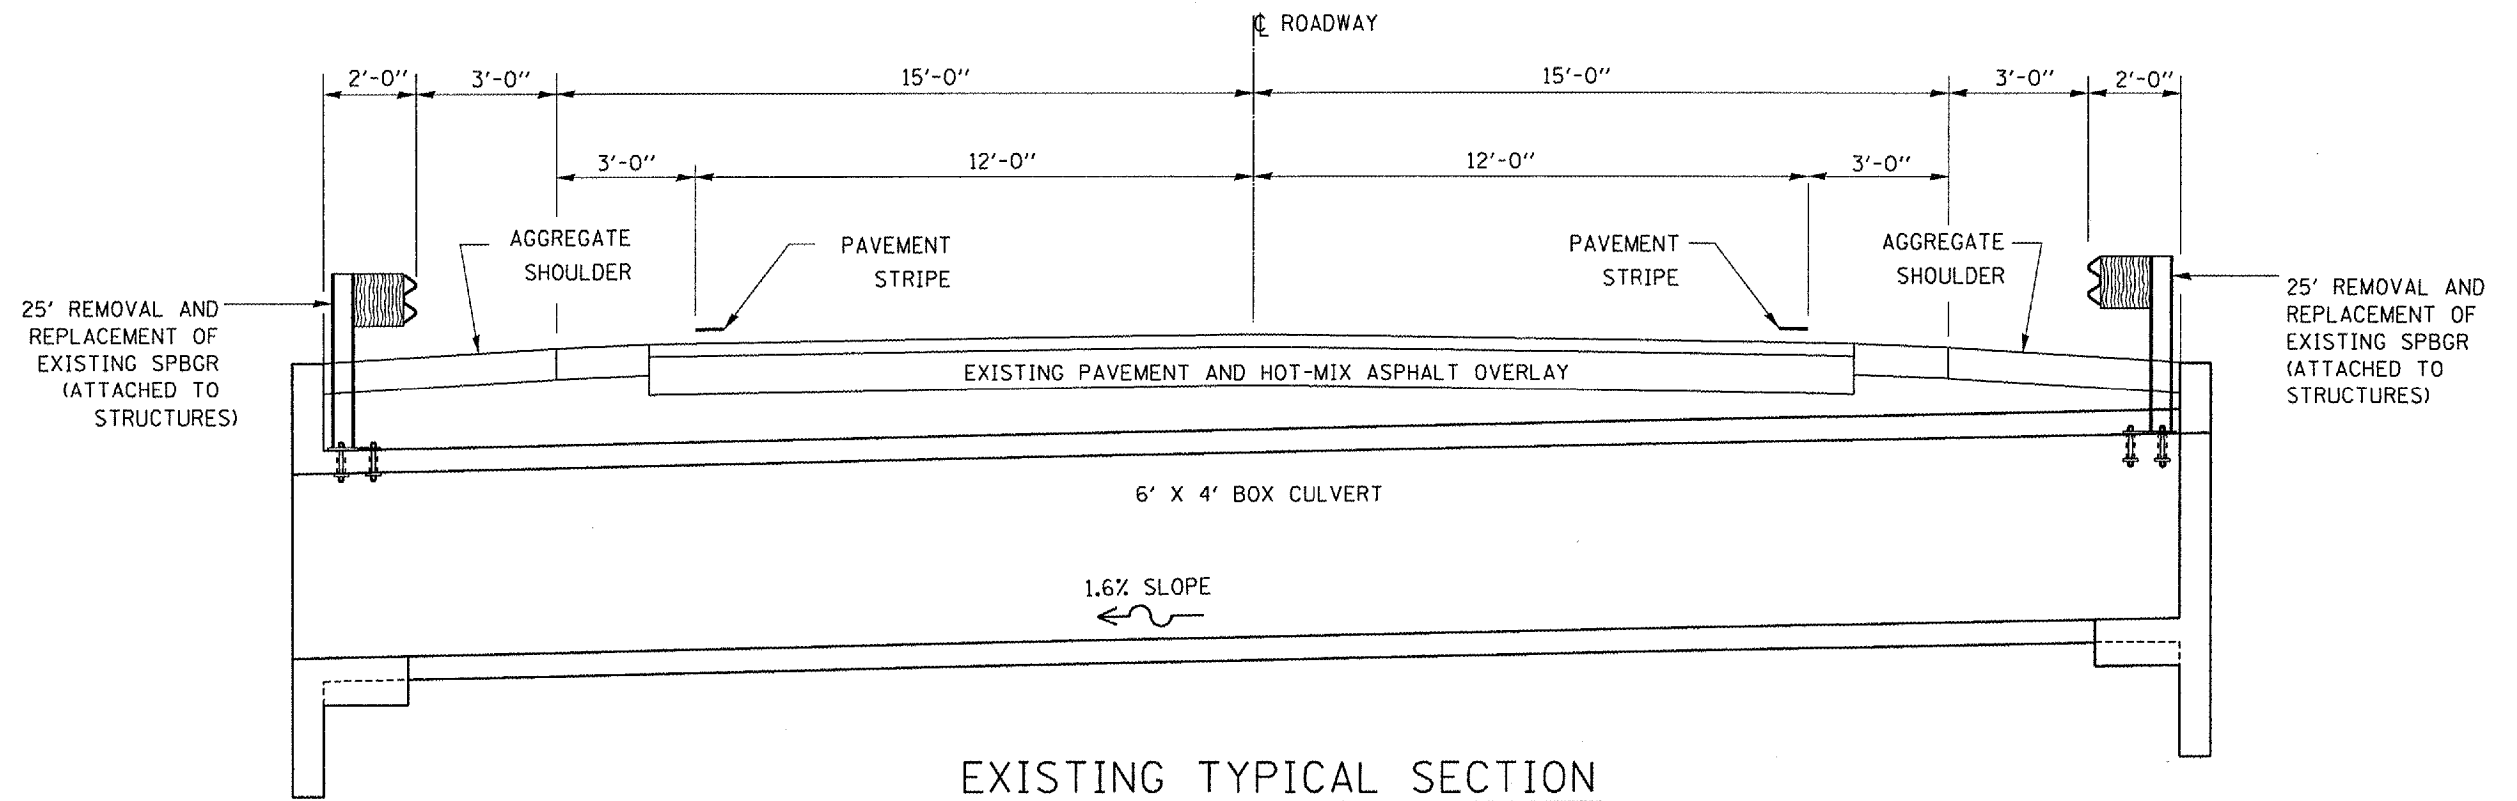 ℄ ROADWAY
2'-0" 3'-0" 15'-0" 15'-0" 3'-0" 2'-0"
3'-0" 12'-0" 12'-0" 3'-0"
AGGREGATE
SHOULDER
PAVEMENT
STRIPE
PAVEMENT
STRIPE
AGGREGATE
SHOULDER
25' REMOVAL AND
REPLACEMENT OF
EXISTING SPBGR
(ATTACHED TO
STRUCTURES)
25' REMOVAL AND
REPLACEMENT OF
EXISTING SPBGR
(ATTACHED TO
STRUCTURES)
EXISTING PAVEMENT AND HOT-MIX ASPHALT OVERLAY
6' X 4' BOX CULVERT
1.6% SLOPE
EXISTING TYPICAL SECTION